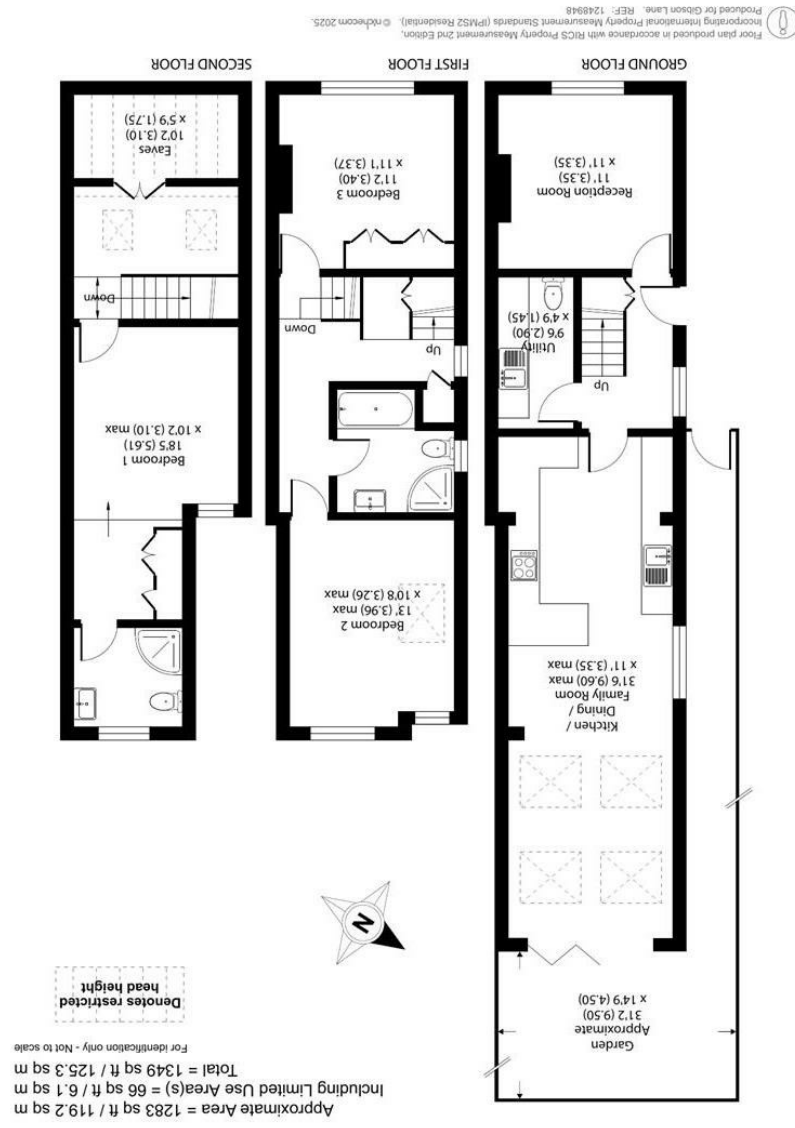 Approximate Area = 1283 sq ft / 119.2 sq m
Including Limited Use Area(s) = 66 sq ft / 6.1 sq m
Total = 1349 sq ft / 125.3 sq m
For identification only - Not to scale
Denotes restricted
head height
N
Garden
Approximate
31'2 (9.50)
x 14'9 (4.50)
Kitchen /
Dining /
Family Room
31'6 (9.60) max
x 11' (3.35) max
Up
Utility
9'6 (2.90)
x 4'9 (1.45)
Reception Room
11' (3.35)
x 11' (3.35)
GROUND FLOOR
Bedroom 2
13' (3.96) max
x 10'8 (3.26) max
Up
Down
Bedroom 3
11'2 (3.40)
x 11'1 (3.37)
FIRST FLOOR
Bedroom 1
18'5 (5.61)
x 10'2 (3.10) max
Down
Eaves
10'2 (3.10)
x 5'9 (1.75)
SECOND FLOOR
Floor plan produced in accordance with RICS Property Measurement 2nd Edition,
Incorporating International Property Measurement Standards (IPMS2 Residential). © nichecom 2025.
Produced for Gibson Lane. REF: 1248948